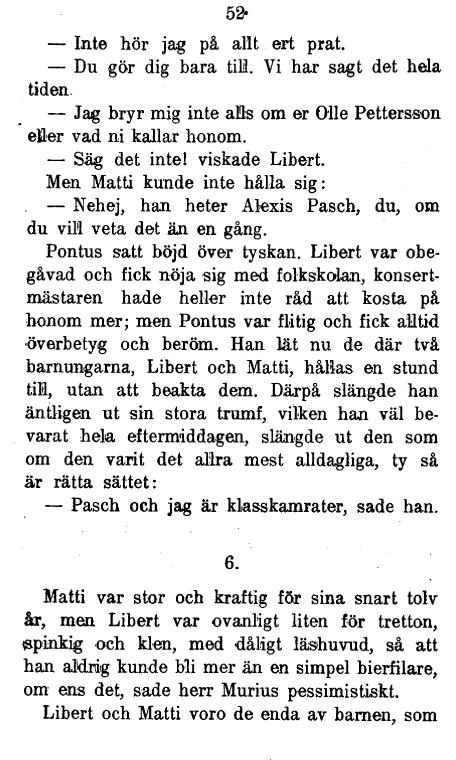 52
— Inte hör jag på allt ert prat.
— Du gör dig bara till. Vi har sagt det hela
tiden.
— Jag bryr mig inte alls om er Olle Pettersson
eller vad ni kallar honom.
— Säg det inte! viskade Libert.
Men Matti kunde inte hålla sig:
— Nehej, han heter Alexis Pasch, du, om
du vill veta det än en gång.
Pontus satt böjd över tyskan. Libert var obe-
gåvad och fick nöja sig med folkskolan, konsert-
mästaren hade heller inte råd att kosta på
honom mer; men Pontus var flitig och fick alltid
överbetyg och beröm. Han lät nu de där två
barnungarna, Libert och Matti, hållas en stund
till, utan att beakta dem. Därpå slängde han
äntligen ut sin stora trumf, vilken han väl be-
varat hela eftermiddagen, slängde ut den som
om den varit det allra mest alldagliga, ty så
är rätta sättet:
— Pasch och jag är klasskamrater, sade han.
6.
Matti var stor och kraftig för sina snart tolv
år, men Libert var ovanligt liten för tretton,
spinkig och klen, med dåligt läshuvud, så att
han aldrig kunde bli mer än en simpel bierfilare,
om ens det, sade herr Murius pessimistiskt.
Libert och Matti voro de enda av barnen, som